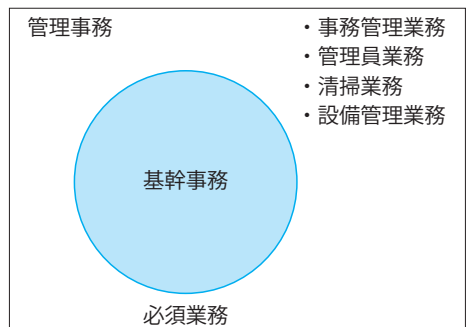 管理事務
・事務管理業務
・管理員業務
・清掃業務
・設備管理業務
基幹事務
必須業務